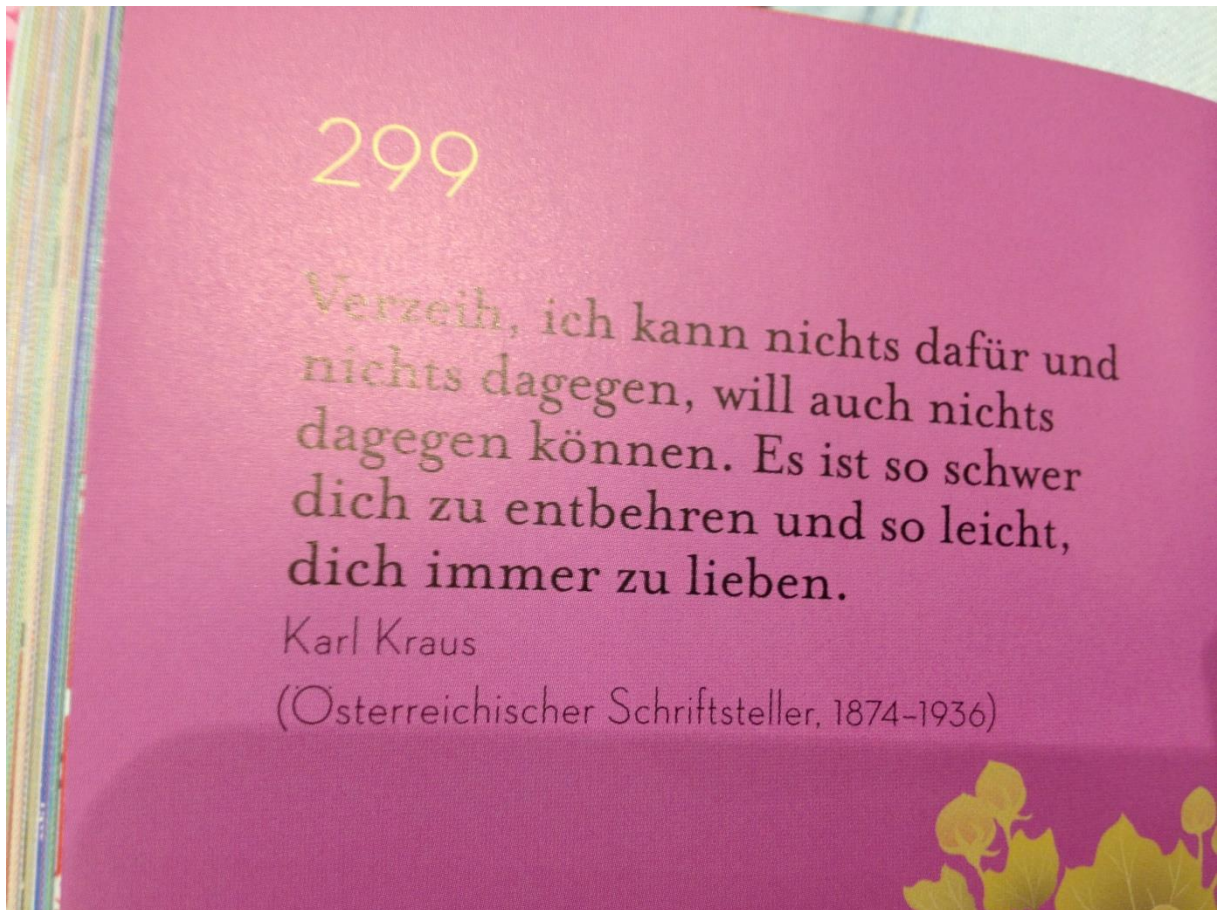 299
Verzeih, ich kann nichts dafür und
nichts dagegen, will auch nichts
dagegen können. Es ist so schwer
dich zu entbehren und so leicht,
dich immer zu lieben.
Karl Kraus
(Österreichischer Schriftsteller, 1874–1936)